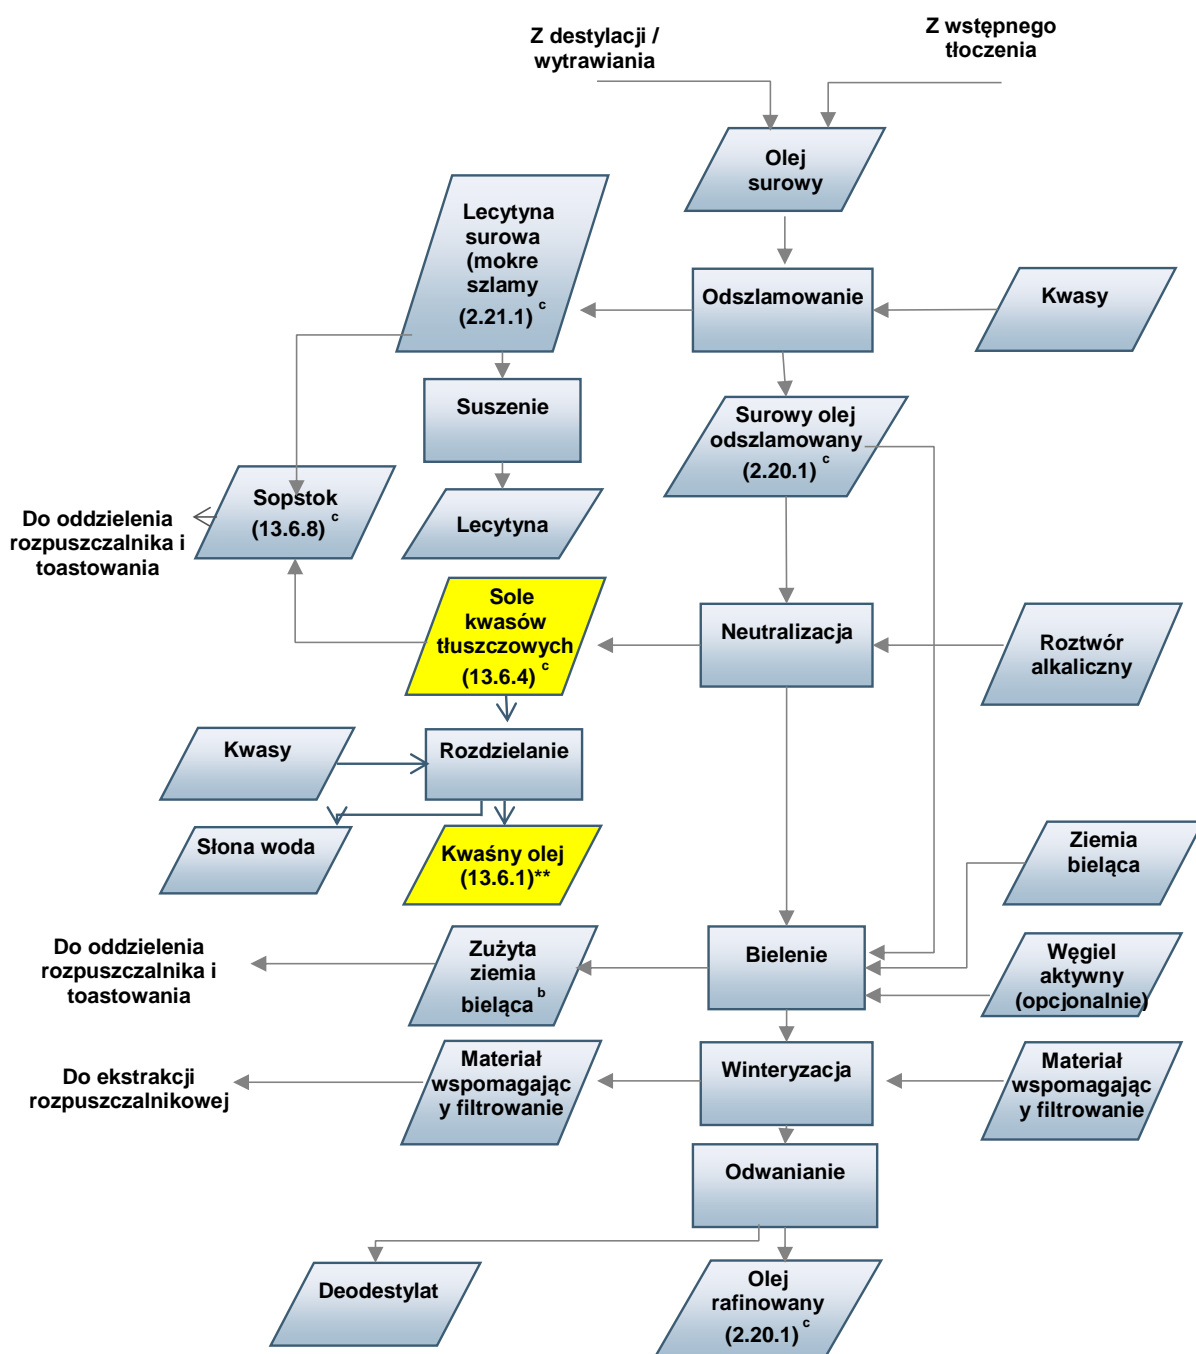 Z destylacji /
wytrawiania
Z wstępnego
tłoczenia
Olej
surowy
Lecytyna
surowa
(mokre
szlamy
(2.21.1) c
Odszlamowanie
Kwasy
Suszenie
Surowy olej
odszlamowany
(2.20.1) c
Sopstok
(13.6.8) c
Do oddzielenia
rozpuszczalnika i
toastowania
Lecytyna
Sole
kwasów
tłuszczowych
(13.6.4) c
Neutralizacja
Roztwór
alkaliczny
Kwasy
Rozdzielanie
Słona woda
Kwaśny olej
(13.6.1)**
Ziemia
bieląca
Do oddzielenia
rozpuszczalnika i
toastowania
Zużyta
ziemia
bieląca b
Bielenie
Węgiel
aktywny
(opcjonalnie)
Do ekstrakcji
rozpuszczalnikowej
Materiał
wspomagając
y filtrowanie
Winteryzacja
Materiał
wspomagając
y filtrowanie
Odwanianie
Deodestylat
Olej
rafinowany
(2.20.1) c